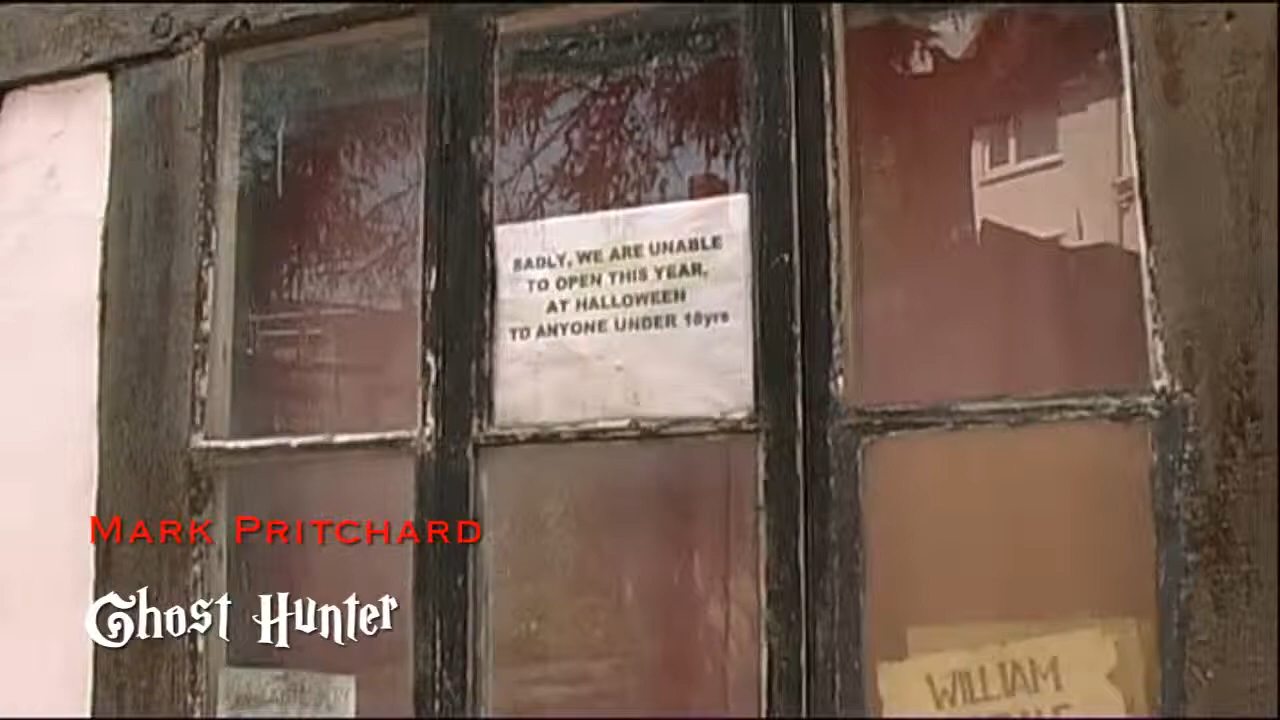 SADLY, WE ARE UNABLE
TO OPEN THIS YEAR,
AT HALLOWEEN
TO ANYONE UNDER 18yrs
MARK PRITCHARD
Ghost Hunter
WILLIAM